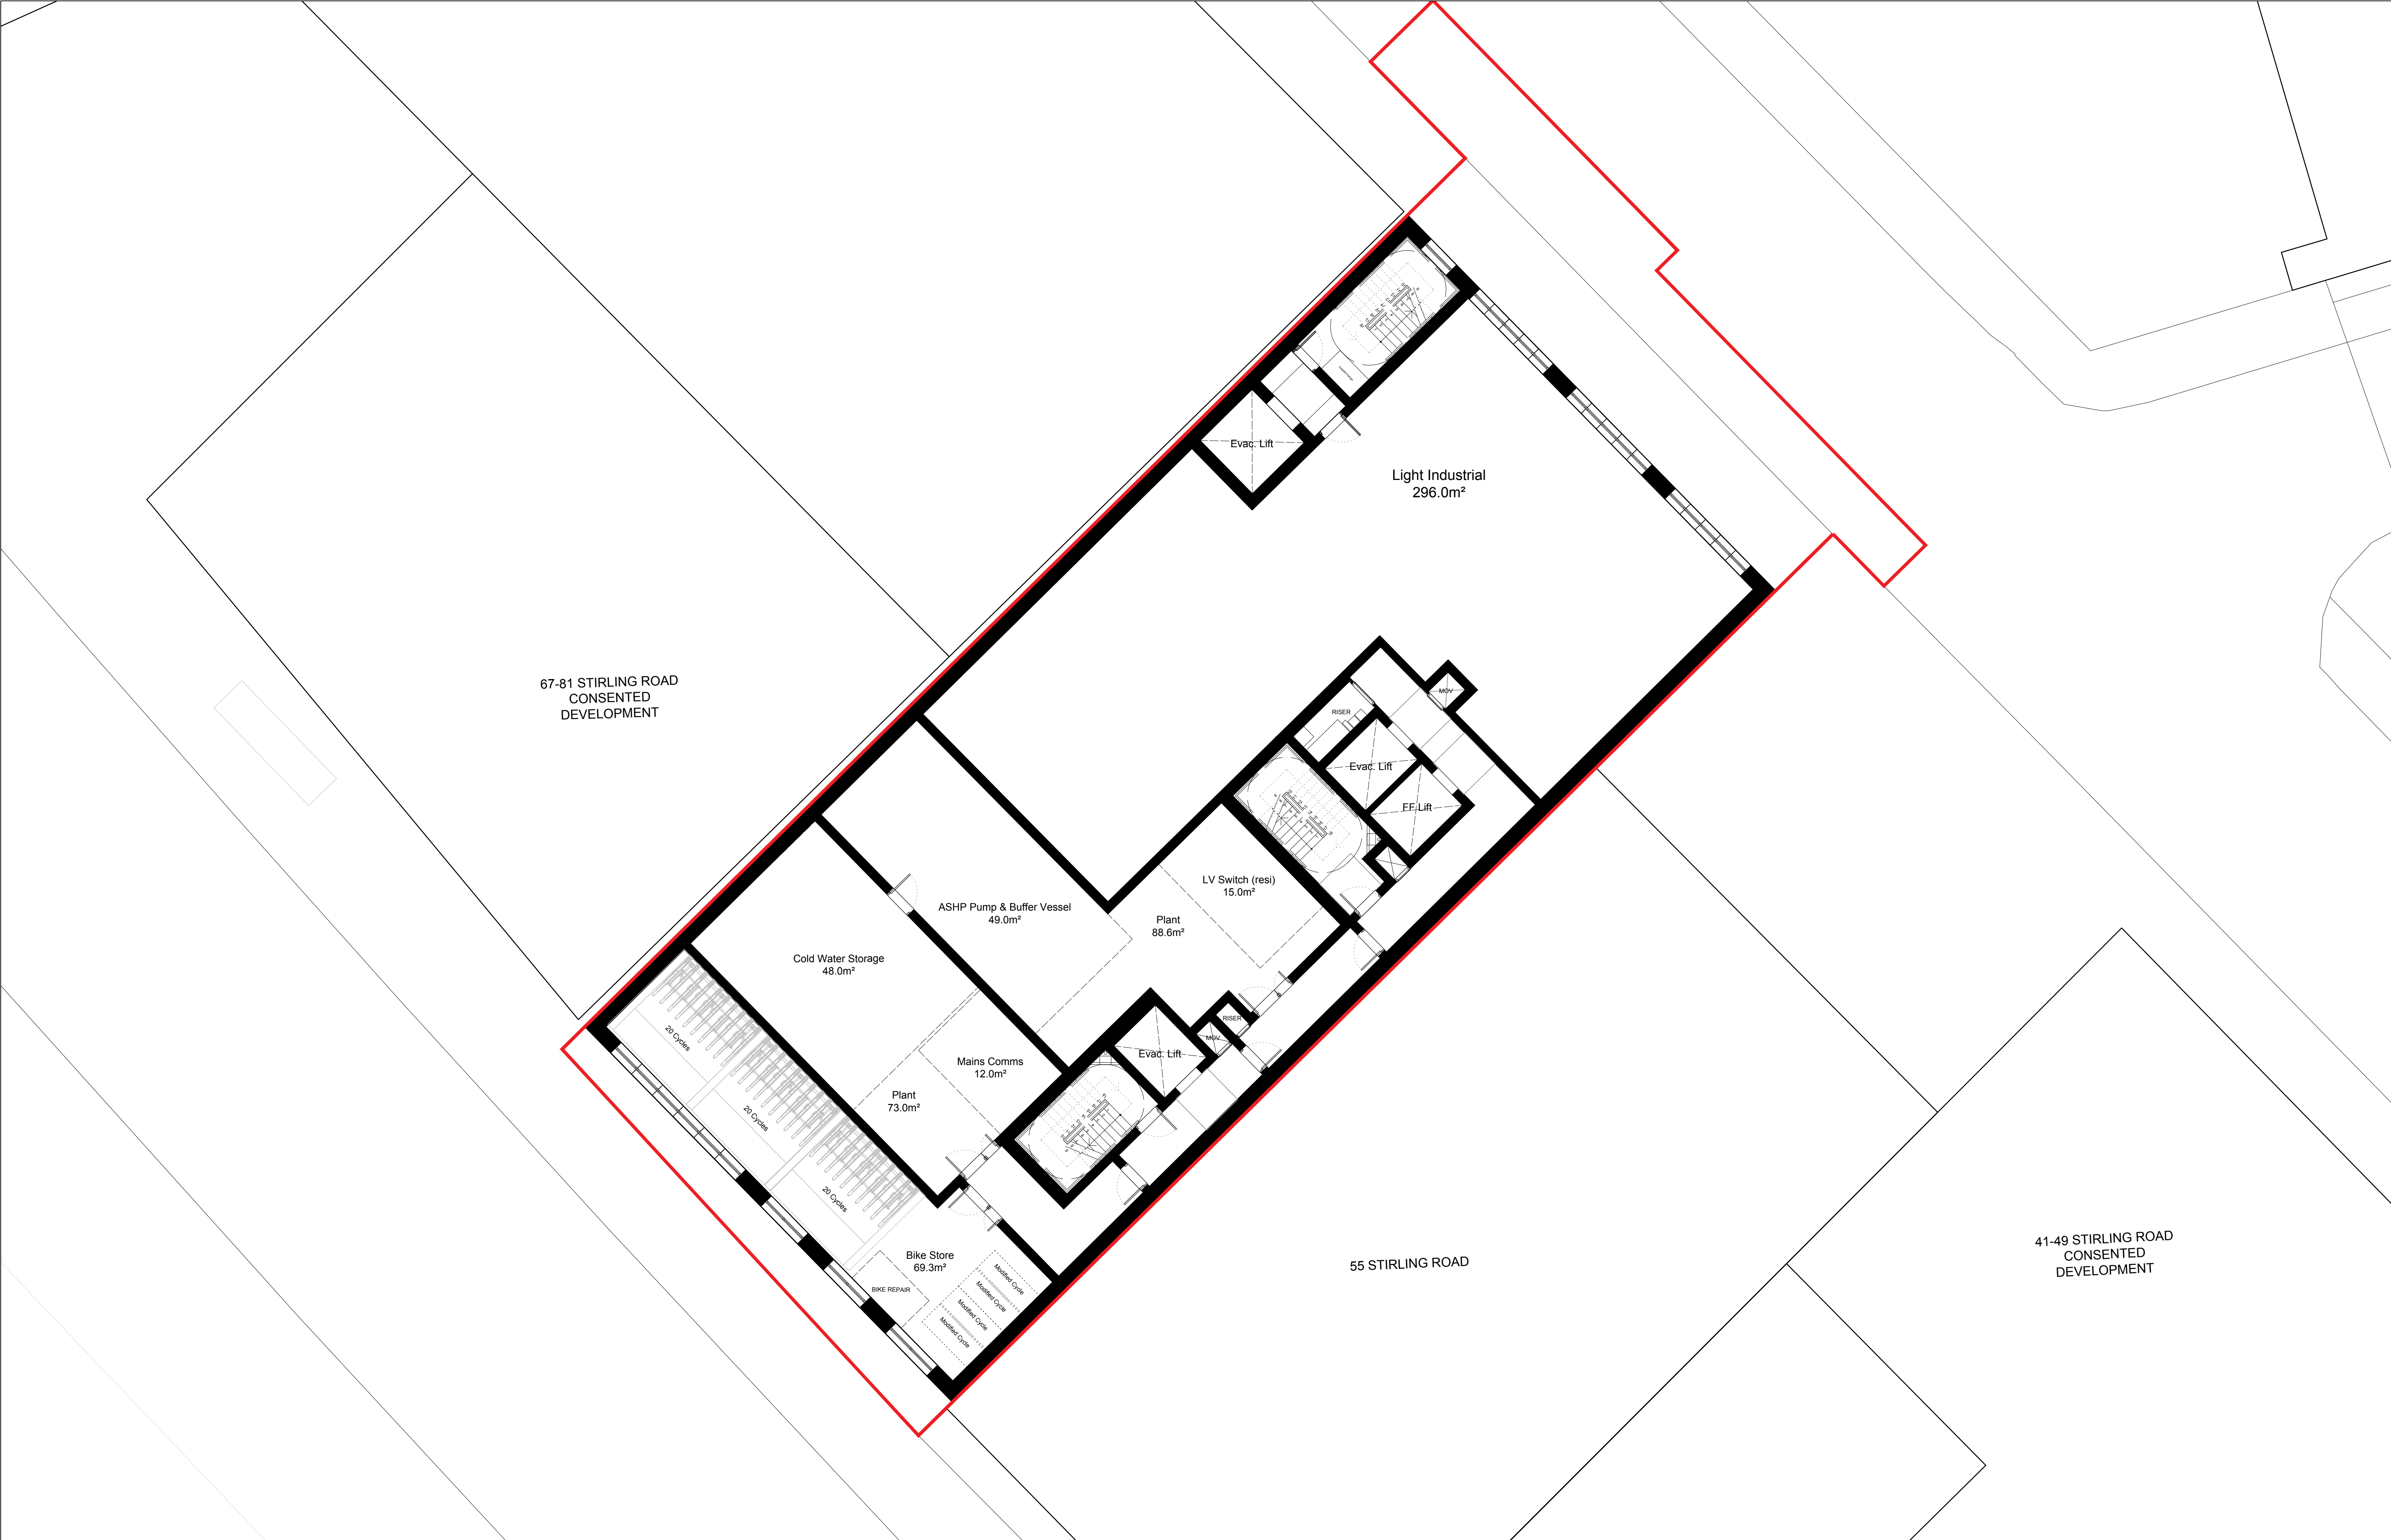 Evac. Lift
Light Industrial
296.0m²
67-81 STIRLING ROAD
CONSENTED
DEVELOPMENT
MOV
RISER
Evac. Lift
FF Lift
LV Switch (resi)
15.0m²
ASHP Pump & Buffer Vessel
49.0m²
Plant
88.6m²
Cold Water Storage
48.0m²
RISER
MOV
Evac. Lift
Mains Comms
12.0m²
Plant
73.0m²
20 Cycles
20 Cycles
20 Cycles
Bike Store
69.3m²
BIKE REPAIR
Modified Cycle
Modified Cycle
Modified Cycle
Modified Cycle
55 STIRLING ROAD
41-49 STIRLING ROAD
CONSENTED
DEVELOPMENT